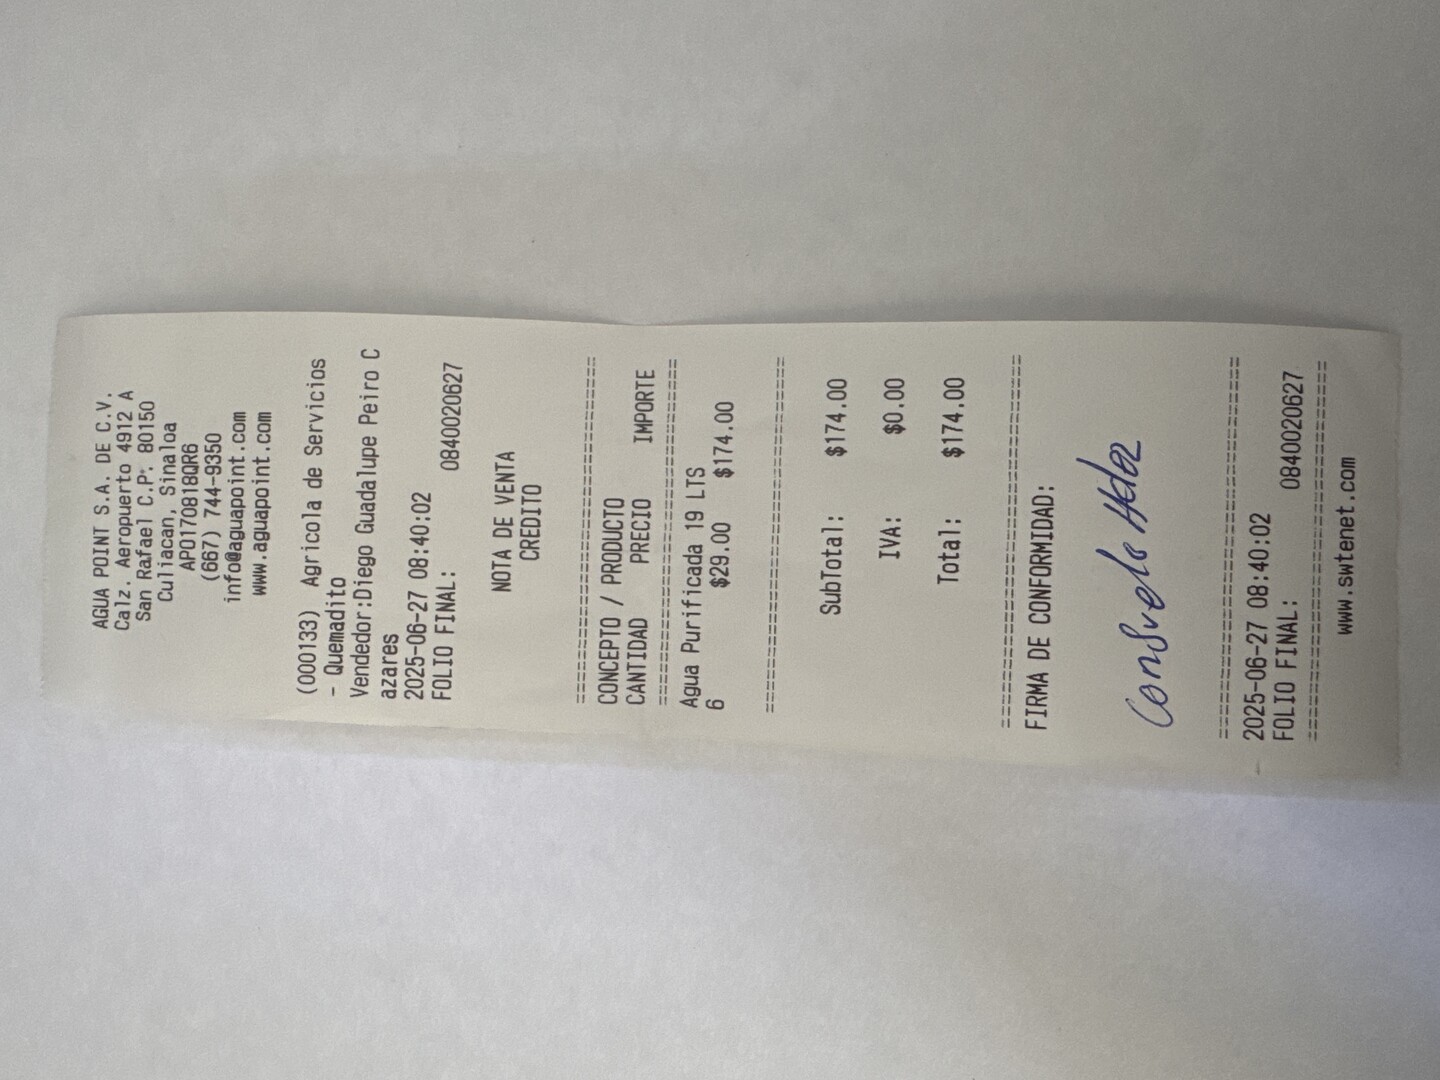 AGUA POINT S.A. DE C.V.
Calz. Aeropuerto 4912 A
San Rafael C.P. 80150
Culiacan, Sinaloa
APO170818QR6
(667) 744-9350
info@aguapoint.com
www.aguapoint.com
(000133) Agricola de Servicios
- Quemadito
Vendedor:Diego Guadalupe Peiro C
azares
2025-06-27 08:40:02
FOLIO FINAL: 0840020627
NOTA DE VENTA
CREDITO
================================
CONCEPTO / PRODUCTO
CANTIDAD PRECIO IMPORTE
================================
Agua Purificada 19 LTS
6 $29.00 $174.00
================================
SubTotal: $174.00
IVA: $0.00
Total: $174.00
================================
FIRMA DE CONFORMIDAD:
Consuelo Hdez
================================
2025-06-27 08:40:02
FOLIO FINAL: 0840020627
================================
www.swtenet.com